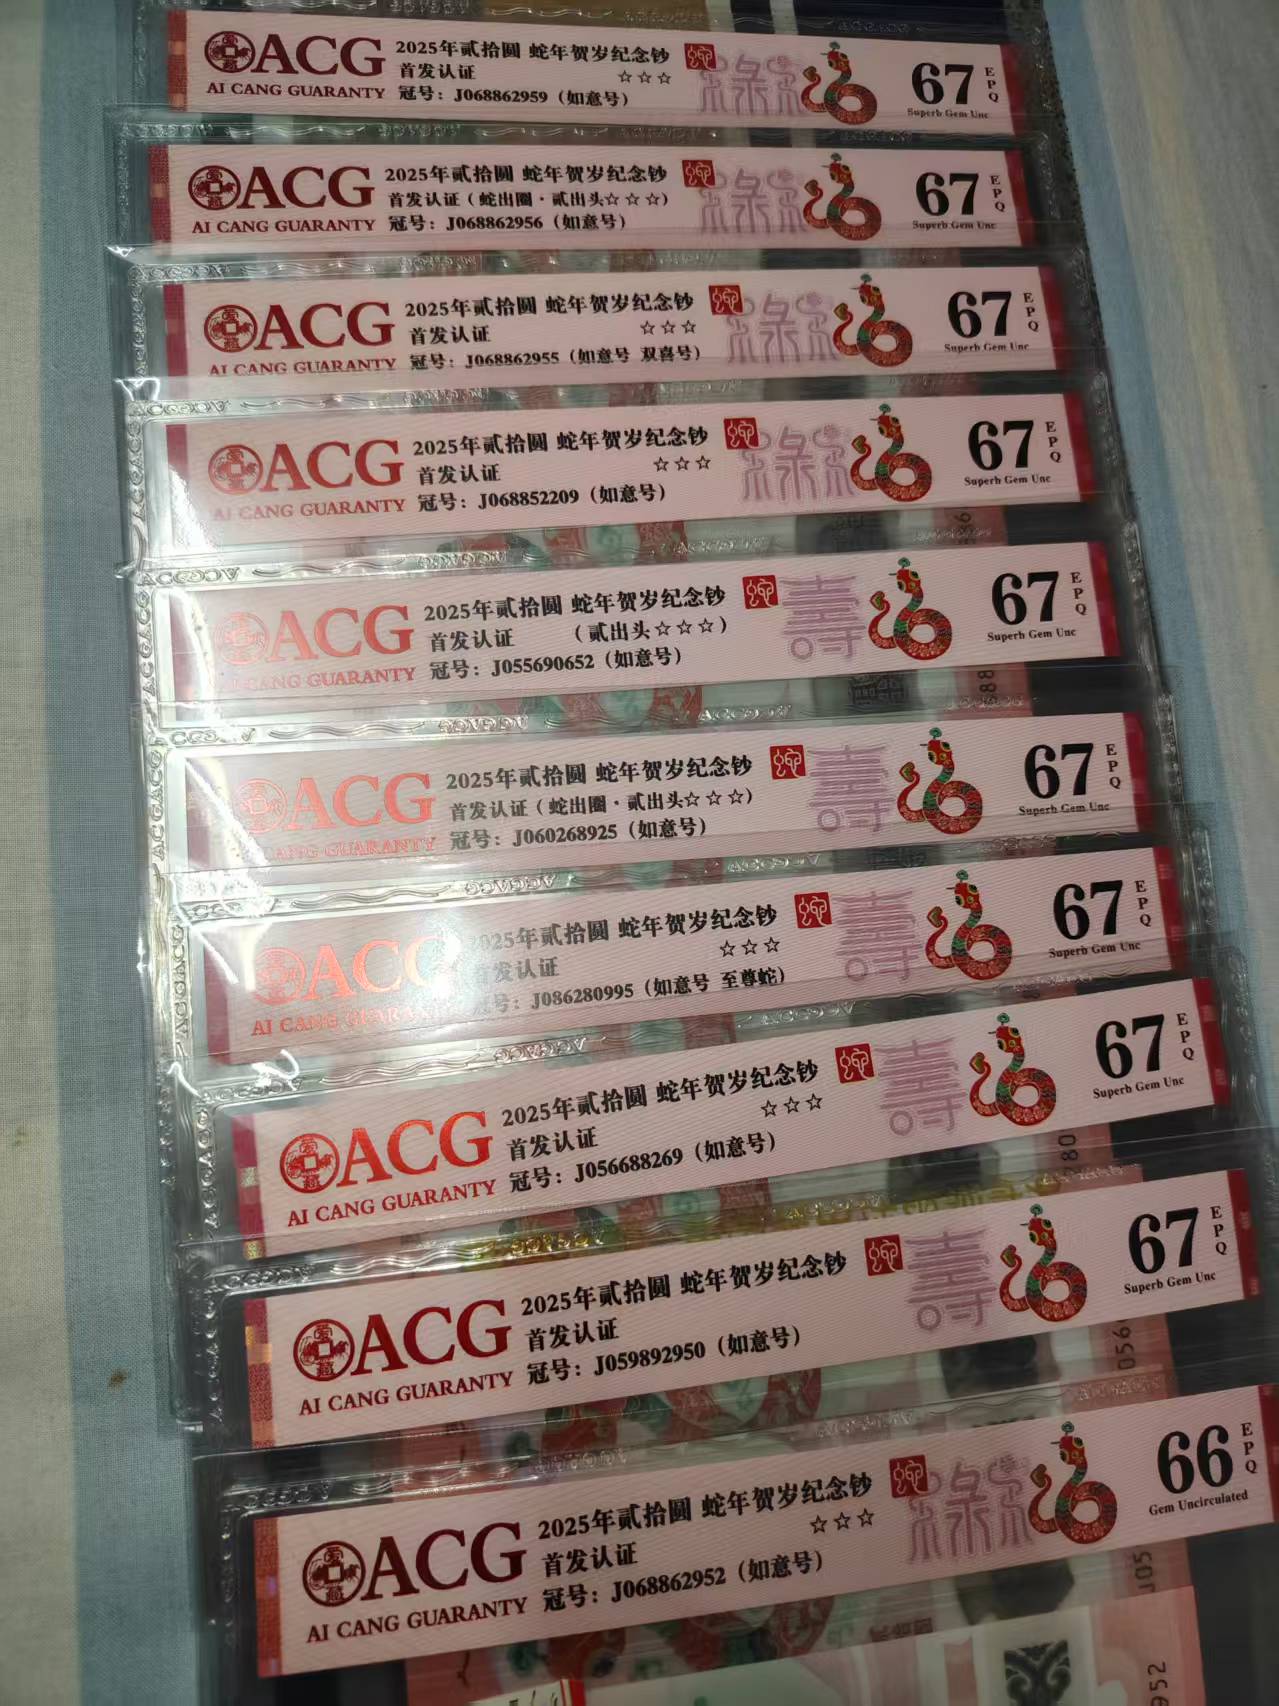 ACG
AI CANG GUARANTY
2025年贰拾圆 蛇年贺岁纪念钞
首发认证 ☆☆☆
冠号：J068862959（如意号）
蛇
67
EPQ
Superb Gem Unc
ACG
AI CANG GUARANTY
2025年贰拾圆 蛇年贺岁纪念钞
首发认证（蛇出圈·贰出头☆☆☆）
冠号：J068862956（如意号）
蛇
67
EPQ
Superb Gem Unc
ACG
AI CANG GUARANTY
2025年贰拾圆 蛇年贺岁纪念钞
首发认证 ☆☆☆
冠号：J068862955（如意号 双喜号）
蛇
67
EPQ
Superb Gem Unc
ACG
AI CANG GUARANTY
2025年贰拾圆 蛇年贺岁纪念钞
首发认证 ☆☆☆
冠号：J068852209（如意号）
蛇
67
EPQ
Superb Gem Unc
ACG
AI CANG GUARANTY
2025年贰拾圆 蛇年贺岁纪念钞
首发认证 （贰出头☆☆☆）
冠号：J055690652（如意号）
蛇 壽
67
EPQ
Superb Gem Unc
ACG
CANG GUARANTY
2025年贰拾圆 蛇年贺岁纪念钞
首发认证（蛇出圈·贰出头☆☆☆）
冠号：J060268925（如意号）
蛇 壽
67
EPQ
Superb Gem Unc
ACG
AI CANG GUARANTY
2025年贰拾圆 蛇年贺岁纪念钞
首发认证 ☆☆☆
冠号：J086280995（如意号 至尊蛇）
蛇 壽
67
EPQ
Superb Gem Unc
ACG
AI CANG GUARANTY
2025年贰拾圆 蛇年贺岁纪念钞
首发认证 ☆☆☆
冠号：J056688269（如意号）
蛇 壽
67
EPQ
Superb Gem Unc
ACG
AI CANG GUARANTY
2025年贰拾圆 蛇年贺岁纪念钞
首发认证
冠号：J059892950（如意号）
蛇 壽
67
EPQ
Superb Gem Unc
ACG
AI CANG GUARANTY
2025年贰拾圆 蛇年贺岁纪念钞
首发认证 ☆☆☆
冠号：J068862952（如意号）
蛇
66
EPQ
Gem Uncirculated